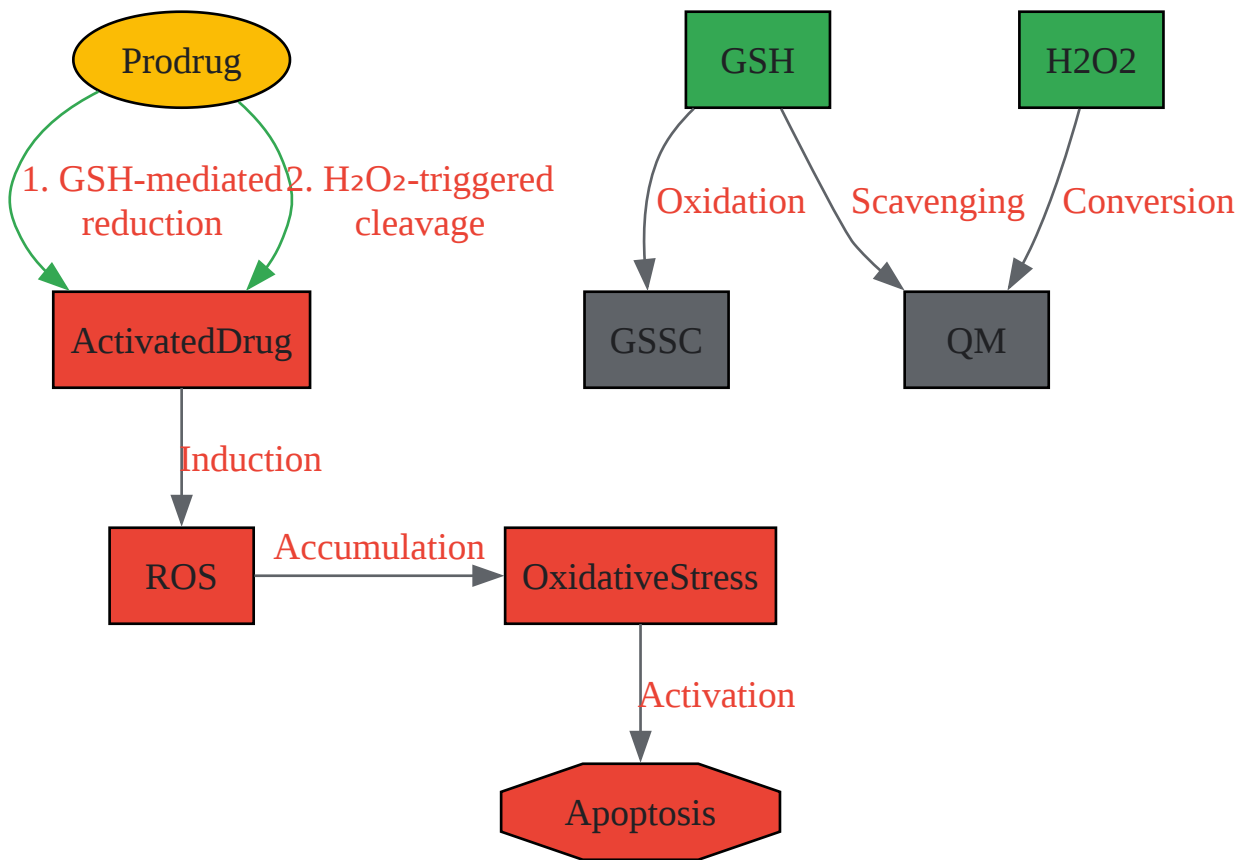 Prodrug
GSH
H2O2
1. GSH-mediated
reduction
2. H₂O₂-triggered
cleavage
Oxidation
Scavenging
Conversion
ActivatedDrug
GSSC
QM
Induction
ROS
Accumulation
OxidativeStress
Activation
Apoptosis